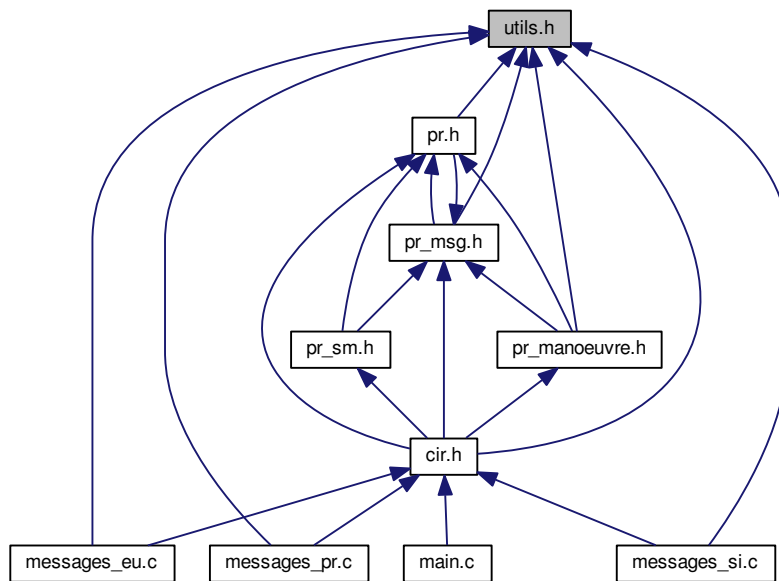 utils.h
pr.h
pr_msg.h
pr_sm.h
pr_manoeuvre.h
cir.h
messages_eu.c
messages_pr.c
main.c
messages_si.c